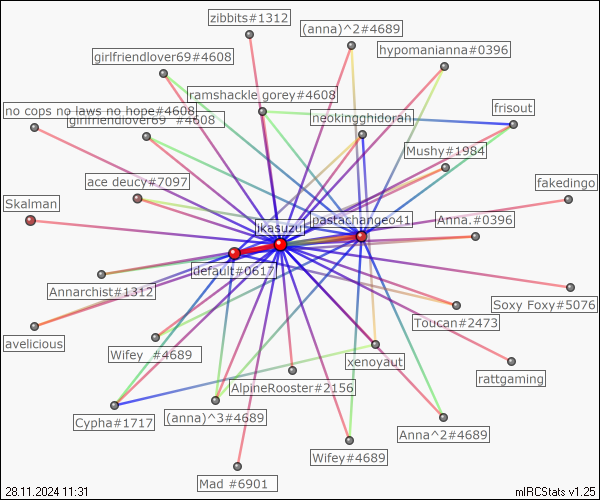 zibbits#1312
(anna)^2#4689
girlfriendlover69#4608
hypomanianna#0396
ramshackle gorey#4608
no cops no laws no hope#4608
frisout
girlfriendlover69 #4608
neokingghidorah
Mushy#1984
ace deucy#7097
fakedingo
Skalman
pastachangeo41
Anna.#0396
ikasuzu
default#0617
Annarchist#1312
Soxy Foxy#5076
Toucan#2473
avelicious
Wifey #4689
xenoyaut
rattgaming
AlpineRooster#2156
Cypha#1717
(anna)^3#4689
Anna^2#4689
Wifey#4689
Mad #6901
28.11.2024 11:31
mIRCStats v1.25